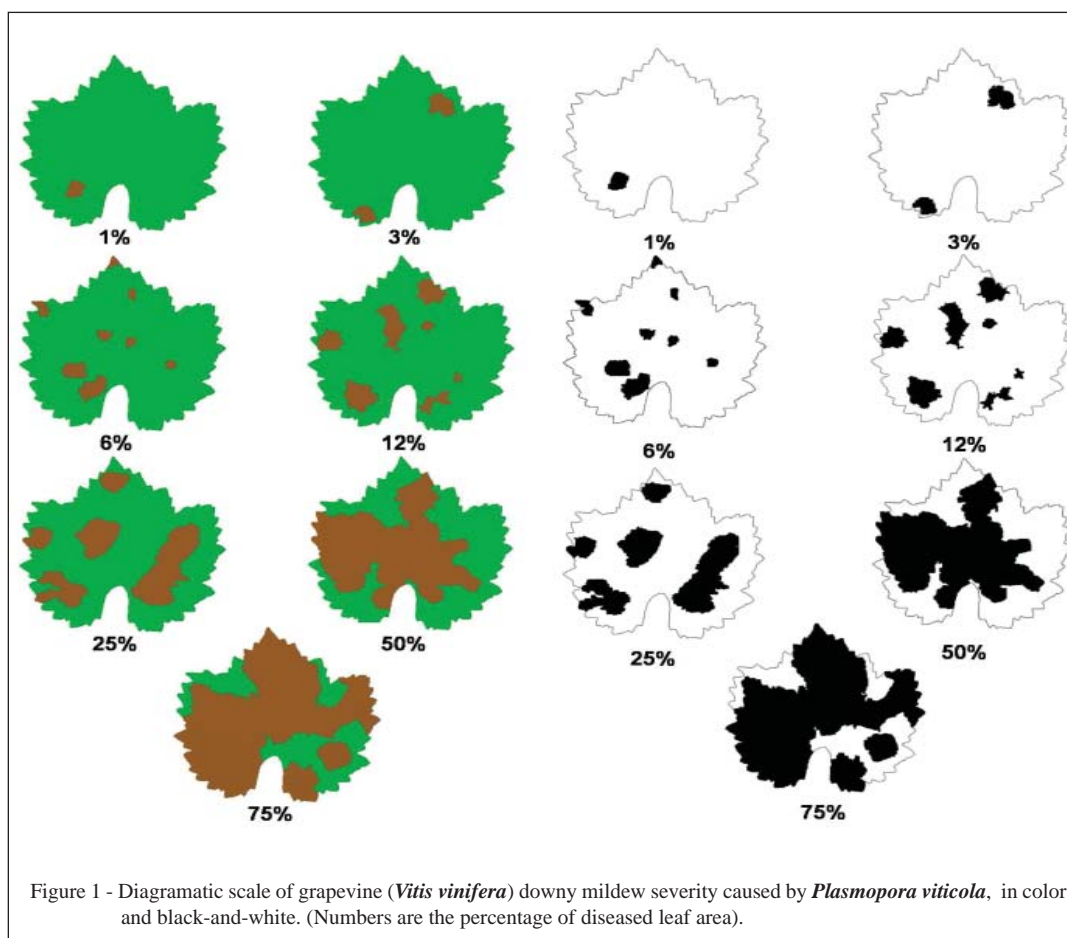 1% 3% 1% 3%
6% 12% 6% 12%
25% 50% 25% 50%
75% 75%
Figure 1 - Diagramatic scale of grapevine (Vitis vinifera) downy mildew severity caused by Plasmopora viticola, in color
and black-and-white. (Numbers are the percentage of diseased leaf area).